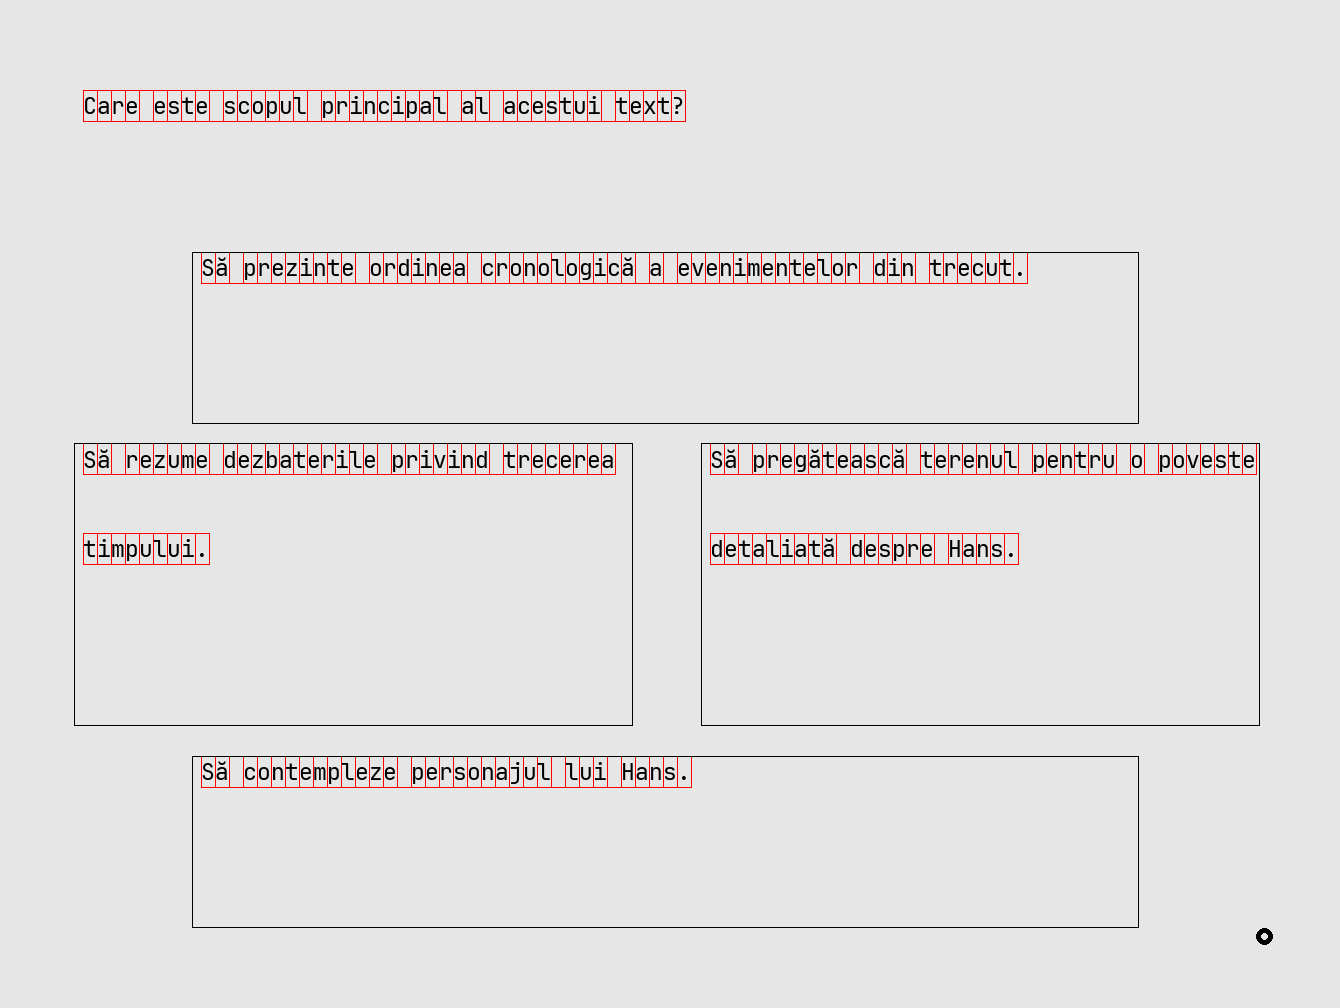 Care este scopul principal al acestui text?
Să prezinte ordinea cronologică a evenimentelor din trecut.
Să rezume dezbaterile privind trecerea
timpului.
Să pregătească terenul pentru o poveste
detaliată despre Hans.
Să contempleze personajul lui Hans.